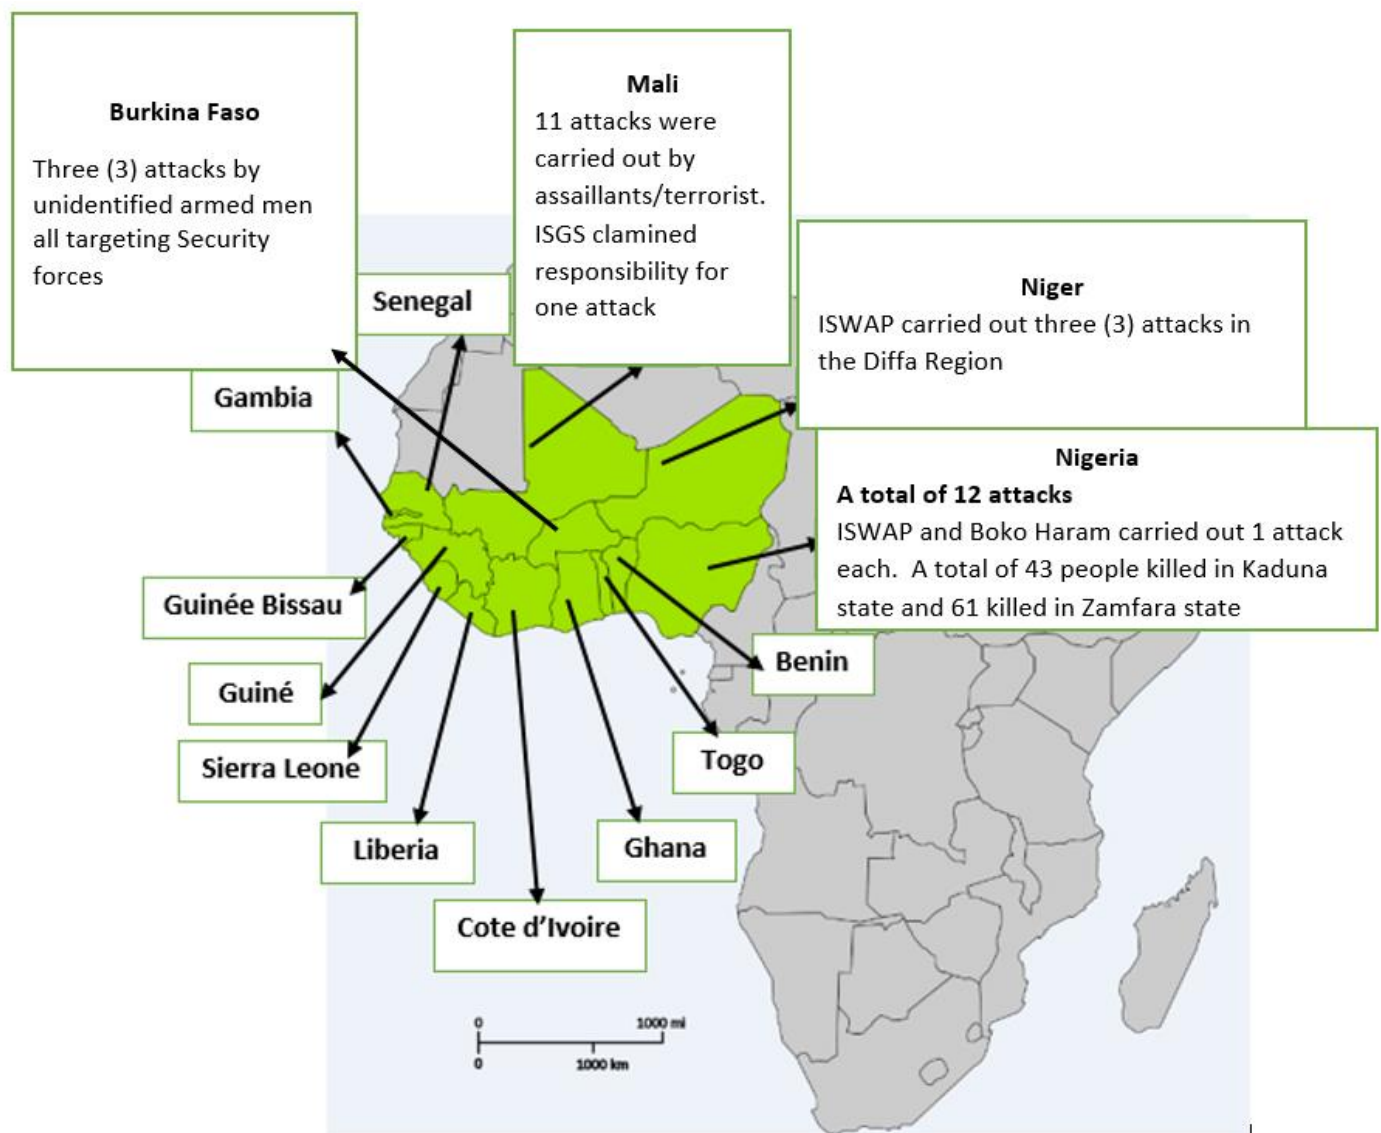 Burkina Faso
Three (3) attacks by
unidentified armed men
all targeting Security
forces
Mali
11 attacks were
carried out by
assaillants/terrorist.
ISGS clamined
responsibility for
one attack
Niger
ISWAP carried out three (3) attacks in
the Diffa Region
Nigeria
A total of 12 attacks
ISWAP and Boko Haram carried out 1 attack
each. A total of 43 people killed in Kaduna
state and 61 killed in Zamfara state
Senegal
Gambia
Guinée Bissau
Guiné
Sierra Leone
Liberia
Cote d’Ivoire
Ghana
Togo
Benin
0
1000 mi
0
1000 km